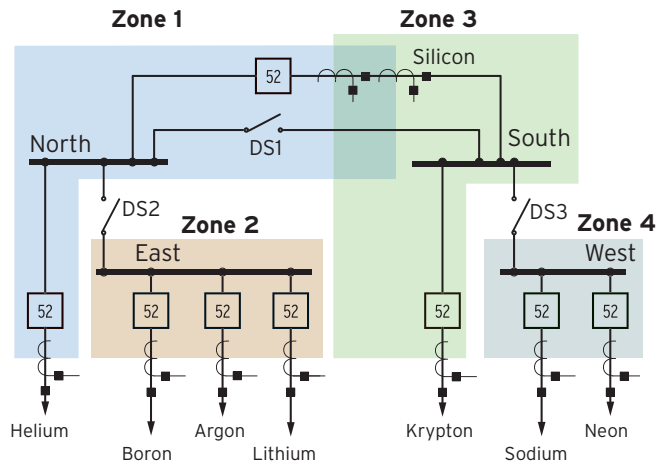 Zone 1
Zone 3
52
Silicon
North
DS1
South
DS2
DS3
Zone 2
Zone 4
East
West
52
52
52
52
52
52
52
Helium
Boron
Argon
Lithium
Krypton
Sodium
Neon